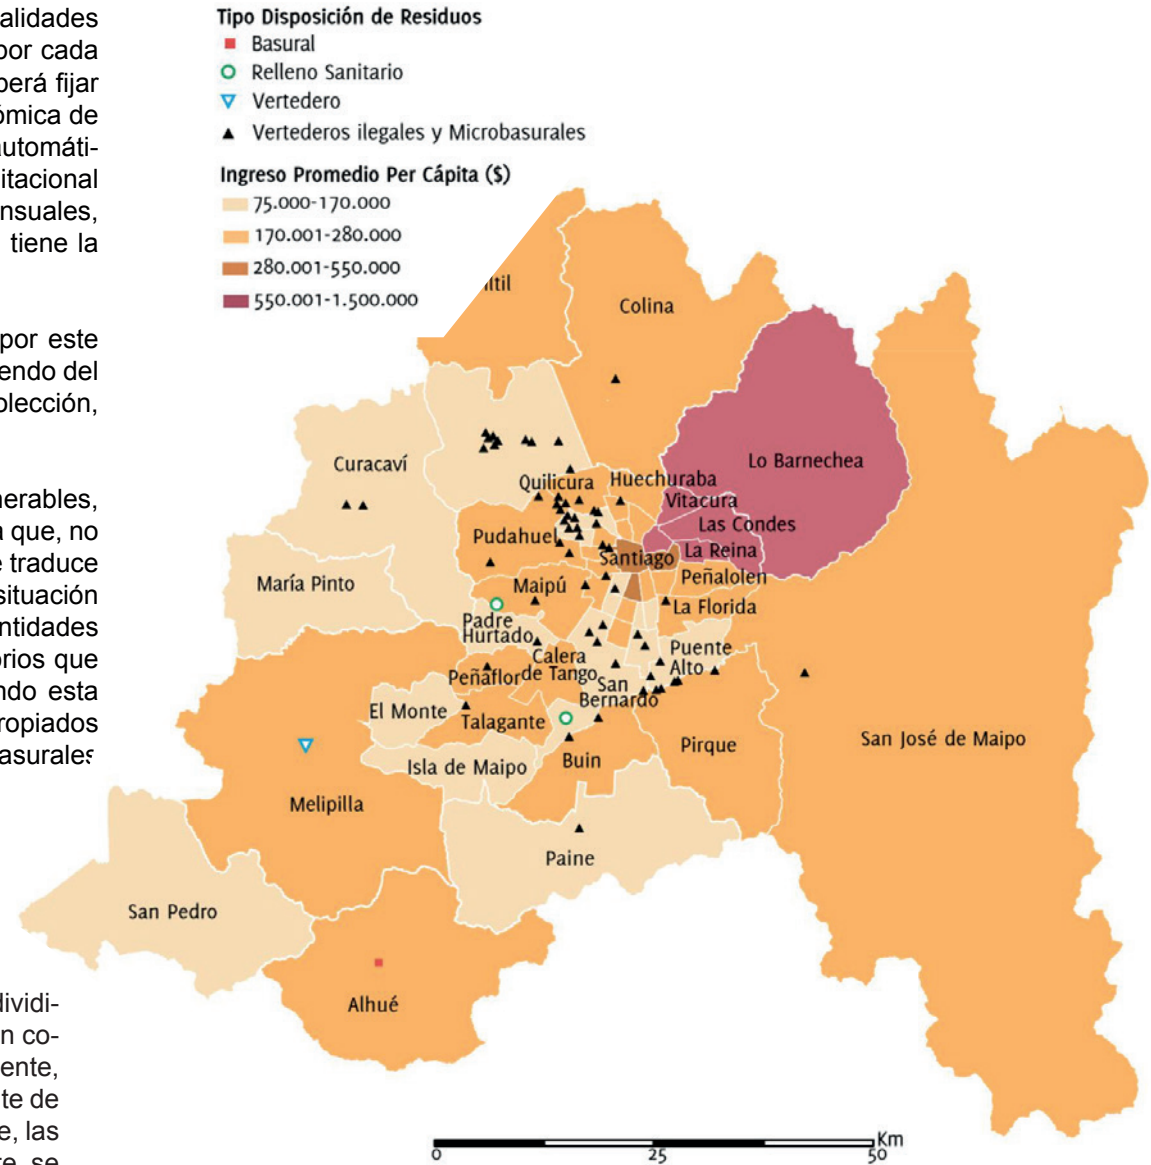 alidades
por cada
berá fijar
ómica de
automáti-
itacional
nsuales,
tiene la
por este
endo del
olección,
nerables,
a que, no
e traduce
situación
entidades
orios que
ndo esta
ropiados
asurales
dividi-
n co-
ente,
te de
e, las
te, se
Tipo Disposición de Residuos
Basural
Relleno Sanitario
Vertedero
Vertederos ilegales y Microbasurales
Ingreso Promedio Per Cápita ($)
75.000-170.000
170.001-280.000
280.001-550.000
550.001-1.500.000
iltil
Colina
Curacaví
Lo Barnechea
Quilicura
Huechuraba
Vitacura
Las Condes
Pudahuel
Santiago
La Reina
María Pinto
Maipú
Peñalolen
La Florida
Padre
Hurtado
Calera
de Tango
Puente
Alto
Peñaflor
San
Bernardo
El Monte
Talagante
Pirque
San José de Maipo
Isla de Maipo
Buin
Melipilla
Paine
San Pedro
Alhué
Km
0 25 50